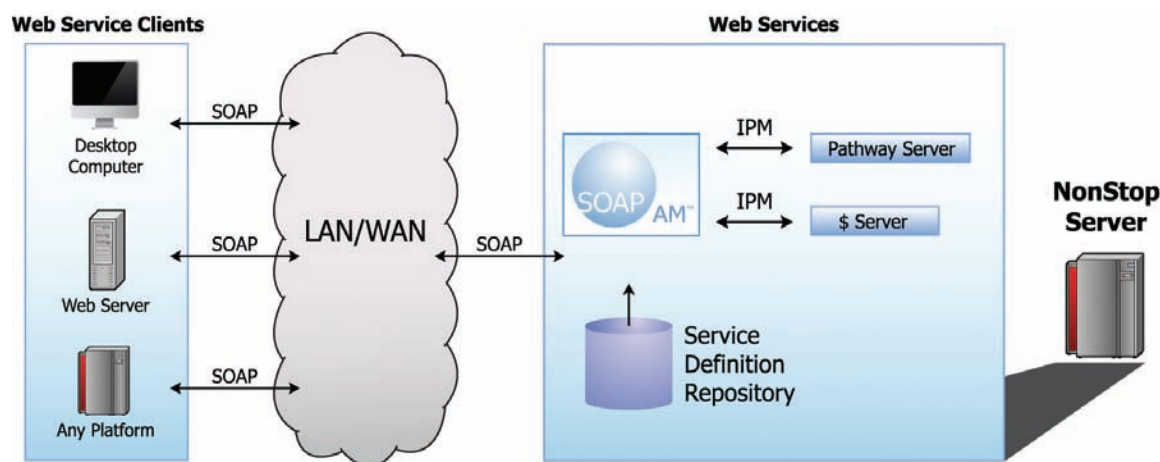 Web Service Clients
Desktop
Computer
Web Server
Any Platform
SOAP
SOAP
SOAP
LAN/WAN
SOAP
Web Services
SOAP AM™
IPM
Pathway Server
IPM
$ Server
Service
Definition
Repository
NonStop
Server